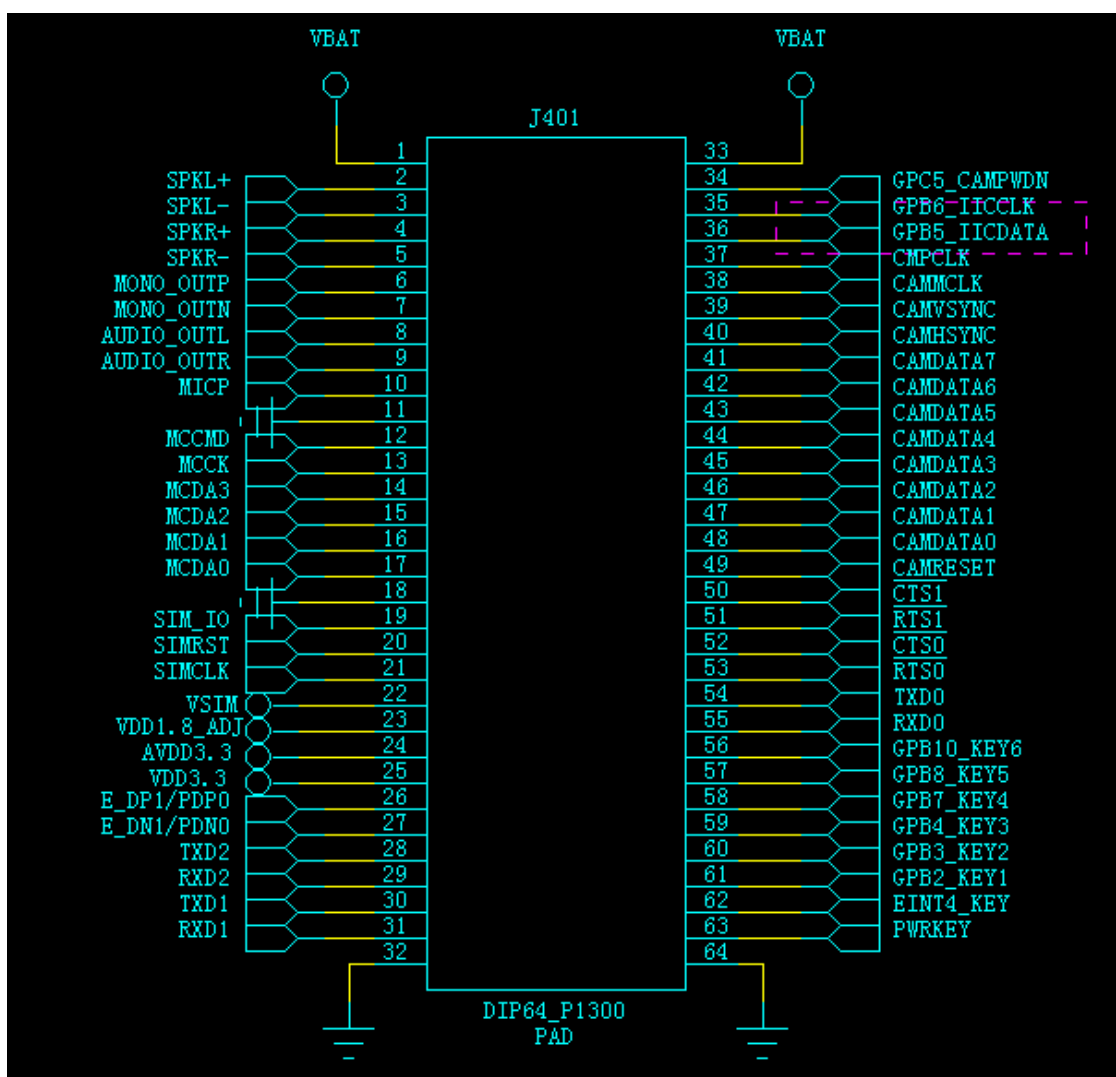 VBAT VBAT
J401
1 33
SPKL+ 2 34 GPC5_CAMPWDN
SPKL- 3 35 GPB6_IICCLK
SPKR+ 4 36 GPB5_IICDATA
SPKR- 5 37 CMPCLK
MONO_OUTP 6 38 CAMMCLK
MONO_OUTN 7 39 CAMVSYNC
AUDIO_OUTL 8 40 CAMHSYNC
AUDIO_OUTR 9 41 CAMDATA7
MICP 10 42 CAMDATA6
11 43 CAMDATA5
MCCMD 12 44 CAMDATA4
MCCK 13 45 CAMDATA3
MCDA3 14 46 CAMDATA2
MCDA2 15 47 CAMDATA1
MCDA1 16 48 CAMDATA0
MCDA0 17 49 CAMRESET
18 50 CTS1
SIM_IO 19 51 RTS1
SIMRST 20 52 CTS0
SIMCLK 21 53 RTS0
VSIM 22 54 TXD0
VDD1.8_ADJ 23 55 RXD0
AVDD3.3 24 56 GPB10_KEY6
VDD3.3 25 57 GPB8_KEY5
E_DP1/PDP0 26 58 GPB7_KEY4
E_DN1/PDN0 27 59 GPB4_KEY3
TXD2 28 60 GPB3_KEY2
RXD2 29 61 GPB2_KEY1
TXD1 30 62 EINT4_KEY
RXD1 31 63 PWRKEY
32 64
DIP64_P1300
PAD